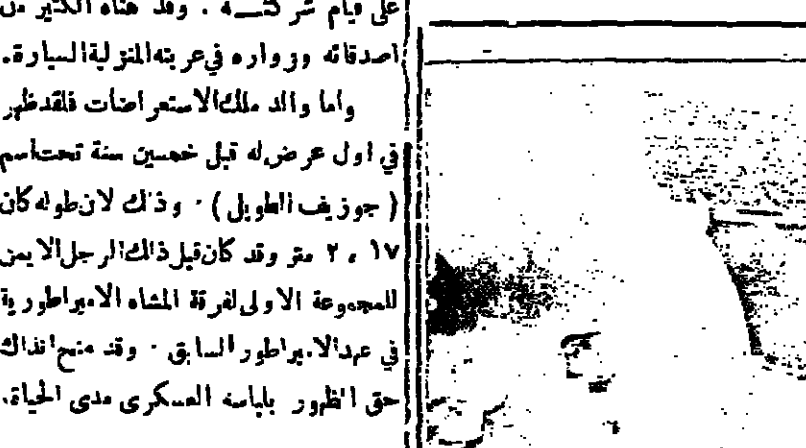 على قيام شركته . وقد هناه الكثير من
اصدقائه وزواره في عربته المنزلية السيارة.
واما والد ملك الاستعراضات فلقد ظهر
في اول عرض له قبل خمسين سنة تحت اسم
( جوزيف الطويل ) . وذلك لان طوله كان
١٧ ، ٢ متر وقد كان قبل ذلك الرجل الايمن
للمجموعة الاولى لفرقة المشاه الامبراطورية
في عهد الامبراطور السابق . وقد منح انذاك
حق الظهور بلباسه العسكرى مدى الحياة.